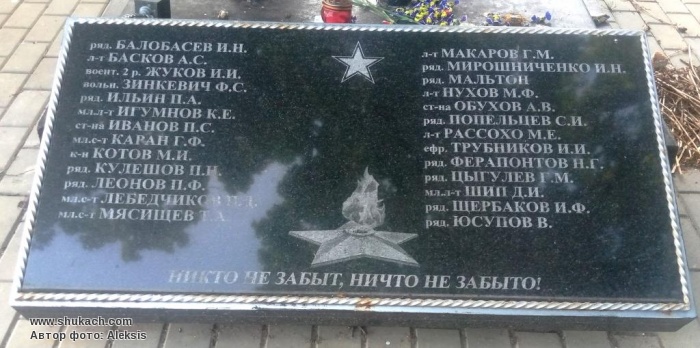 ряд. БАЛОБАСЕВ И.Н.
л-т БАСКОВ А.С.
воент. 2 р. ЖУКОВ И.И.
вольн. ЗИНКЕВИЧ Ф.С.
ряд. ИЛЬИН П.А.
мл.л-т ИГУМНОВ К.Е.
ст-на ИВАНОВ П.С.
мл.с-т КАРАН Г.Ф.
к-н КОТОВ М.И.
ряд. КУЛЕШОВ П.Н.
ряд. ЛЕОНОВ П.Ф.
мл.с-т ЛЕБЕДЧИКОВ И.Д.
мл.с-т МЯСИЩЕВ Т.А.
л-т МАКАРОВ Г.М.
ряд. МИРОШНИЧЕНКО И.Н.
ряд. МАЛЬТОН
л-т НУХОВ М.Ф.
ст-на ОБУХОВ А.В.
ряд. ПОПЕЛЬЦЕВ С.И.
л-т РАССОХО М.Е.
ефр. ТРУБНИКОВ И.И.
ряд. ФЕРАПОНТОВ Н.Г.
ряд. ЦЫГУЛЕВ Г.М.
мл.л-т ШИП Д.И.
ряд. ЩЕРБАКОВ И.Ф.
ряд. ЮСУПОВ В.
НИКТО НЕ ЗАБЫТ, НИЧТО НЕ ЗАБЫТО!
www.shukach.com
Автор фото: Aleksis